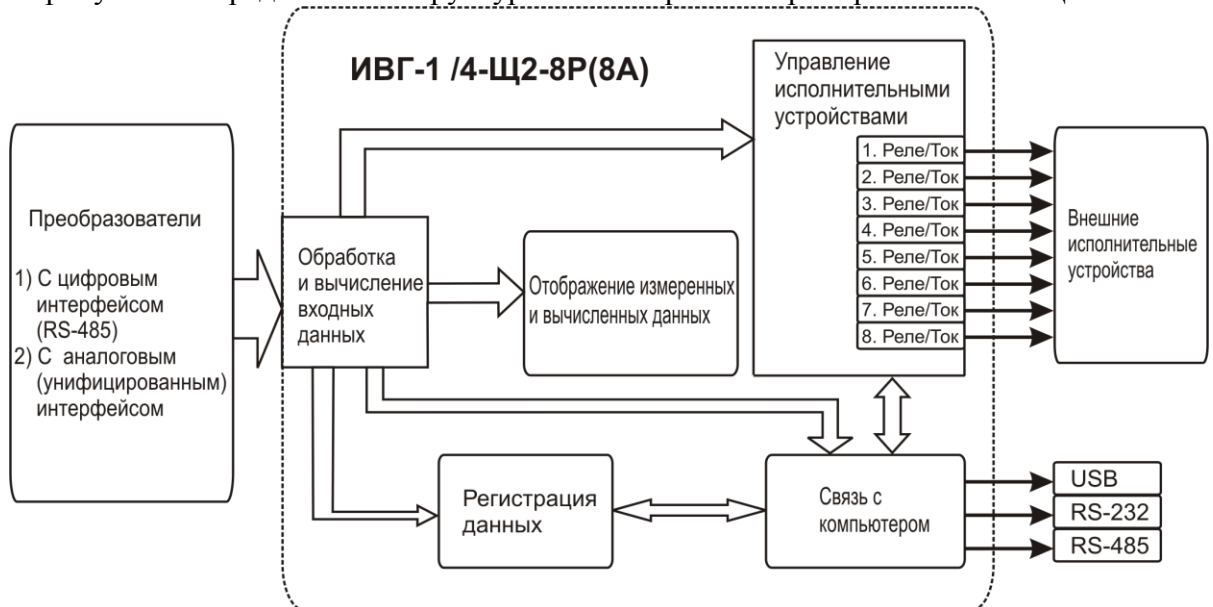 ИВГ-1 /4-Щ2-8Р(8А)
Преобразователи
1) С цифровым
интерфейсом
(RS-485)
2) С аналоговым
(унифицированным)
интерфейсом
Обработка
и вычисление
входных
данных
Отображение измеренных
и вычисленных данных
Управление
исполнительными
устройствами
1. Реле/Ток
2. Реле/Ток
3. Реле/Ток
4. Реле/Ток
5. Реле/Ток
6. Реле/Ток
7. Реле/Ток
8. Реле/Ток
Внешние
исполнительные
устройства
Регистрация
данных
Связь с
компьютером
USB
RS-232
RS-485